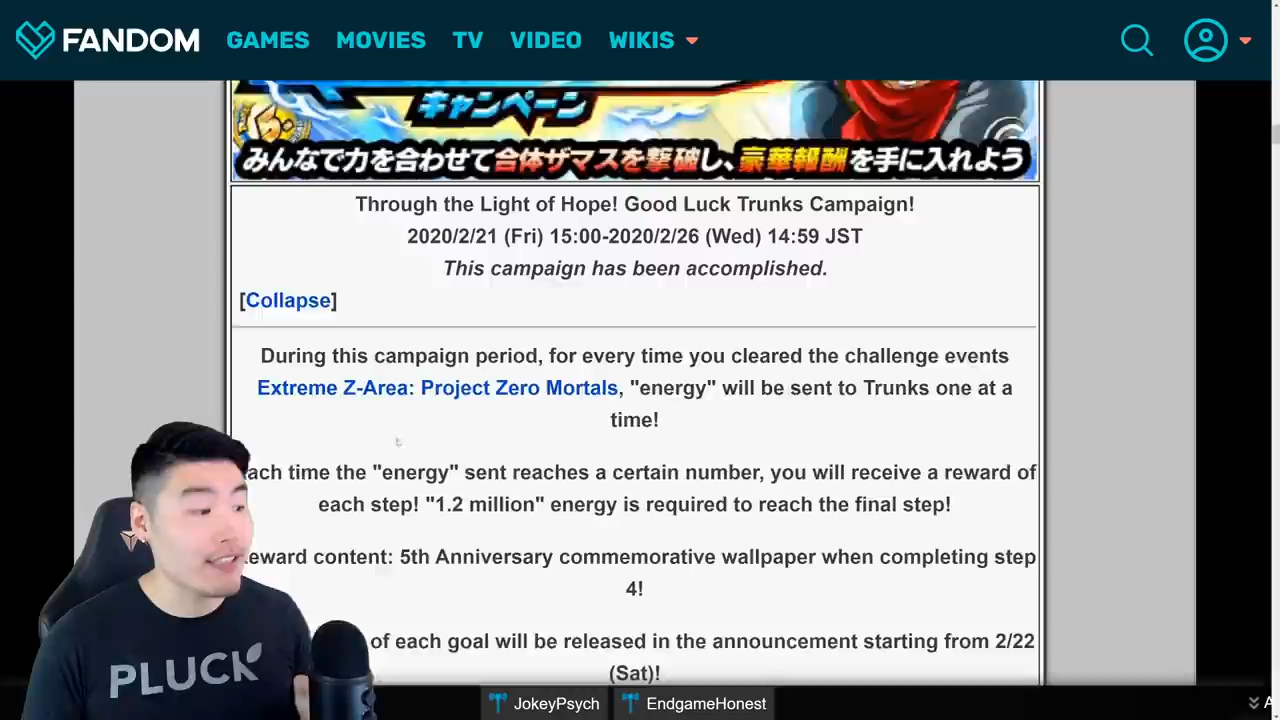 FANDOM GAMES MOVIES TV VIDEO WIKIS
キャンペーン
みんなで力を合わせて合体ザマスを撃破し、豪華報酬を手に入れよう
Through the Light of Hope! Good Luck Trunks Campaign!
2020/2/21 (Fri) 15:00-2020/2/26 (Wed) 14:59 JST
This campaign has been accomplished.
[Collapse]
During this campaign period, for every time you cleared the challenge events
Extreme Z-Area: Project Zero Mortals, "energy" will be sent to Trunks one at a
time!
ach time the "energy" sent reaches a certain number, you will receive a reward of
each step! "1.2 million" energy is required to reach the final step!
eward content: 5th Anniversary commemorative wallpaper when completing step
4!
of each goal will be released in the announcement starting from 2/22
(Sat)!
PLUCK
JokeyPsych EndgameHonest